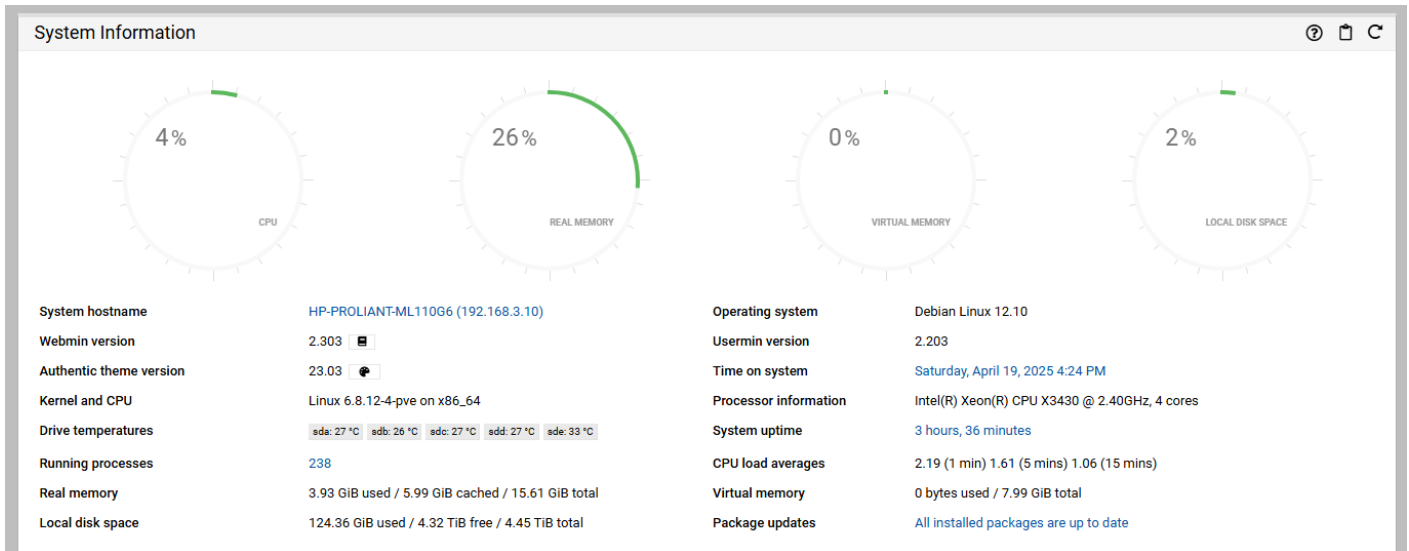 System Information
4% 26% 0% 2%
CPU REAL MEMORY VIRTUAL MEMORY LOCAL DISK SPACE
System hostname HP-PROLIANT-ML110G6 (192.168.3.10) Operating system Debian Linux 12.10
Webmin version 2.303 Usermin version 2.203
Authentic theme version 23.03 Time on system Saturday, April 19, 2025 4:24 PM
Kernel and CPU Linux 6.8.12-4-pve on x86_64 Processor information Intel(R) Xeon(R) CPU X3430 @ 2.40GHz, 4 cores
Drive temperatures sda: 27 °C sdb: 26 °C sdc: 27 °C sdd: 27 °C sde: 33 °C System uptime 3 hours, 36 minutes
Running processes 238 CPU load averages 2.19 (1 min) 1.61 (5 mins) 1.06 (15 mins)
Real memory 3.93 GiB used / 5.99 GiB cached / 15.61 GiB total Virtual memory 0 bytes used / 7.99 GiB total
Local disk space 124.36 GiB used / 4.32 TiB free / 4.45 TiB total Package updates All installed packages are up to date